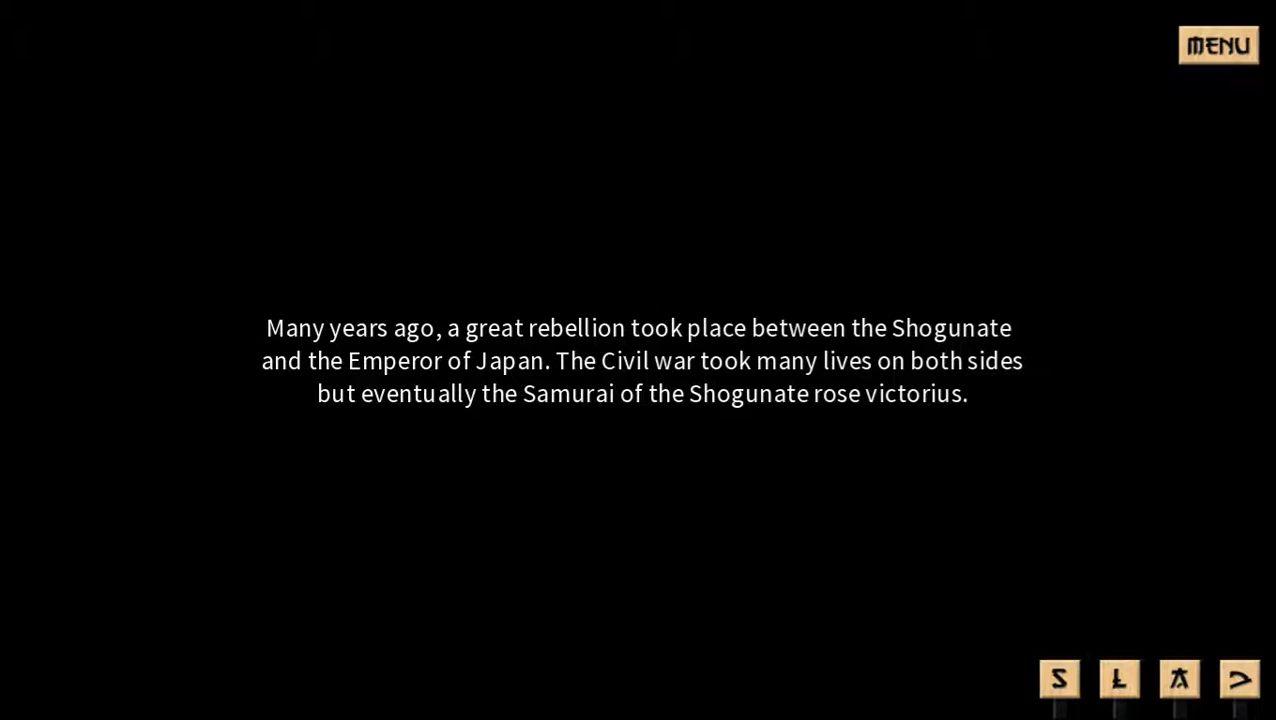 MENU
Many years ago, a great rebellion took place between the Shogunate
and the Emperor of Japan. The Civil war took many lives on both sides
but eventually the Samurai of the Shogunate rose victorius.
S L A >